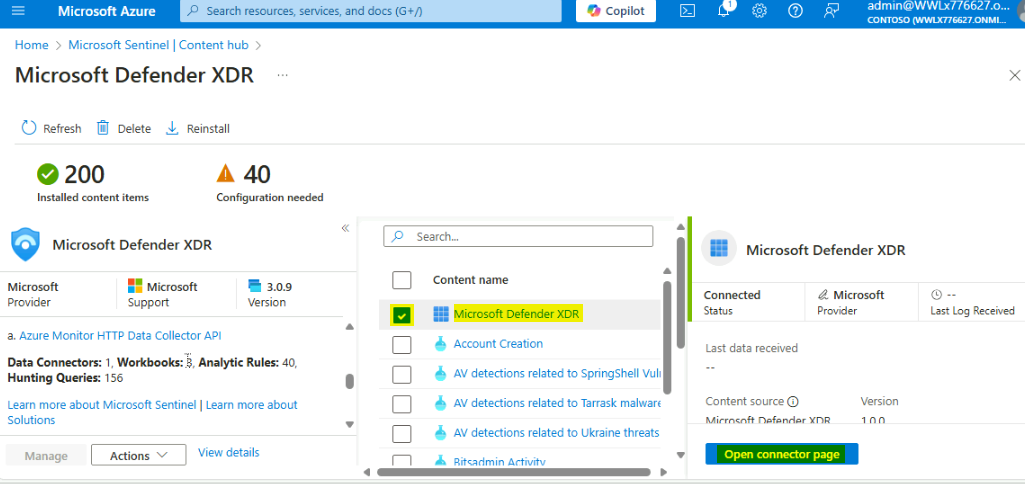 Microsoft Azure
Search resources, services, and docs (G+/)
Copilot
1
admin@WWLx776627.o...
CONTOSO (WWLX776627.ONMI...
Home > Microsoft Sentinel | Content hub >
Microsoft Defender XDR ...
Refresh Delete Reinstall
200
Installed content items
40
Configuration needed
Microsoft Defender XDR
Microsoft
Provider
Microsoft
Support
3.0.9
Version
a. Azure Monitor HTTP Data Collector API
Data Connectors: 1, Workbooks: 8, Analytic Rules: 40,
Hunting Queries: 156
Learn more about Microsoft Sentinel | Learn more about
Solutions
Manage
Actions
View details
Search...
Content name
Microsoft Defender XDR
Account Creation
AV detections related to SpringShell Vuln
AV detections related to Tarrask malware
AV detections related to Ukraine threats
Bitsadmin Activity
Microsoft Defender XDR
Connected
Status
Microsoft
Provider
--
Last Log Received
Last data received
--
Content source
Version
Microsoft Defender XDR
1.0.0
Open connector page